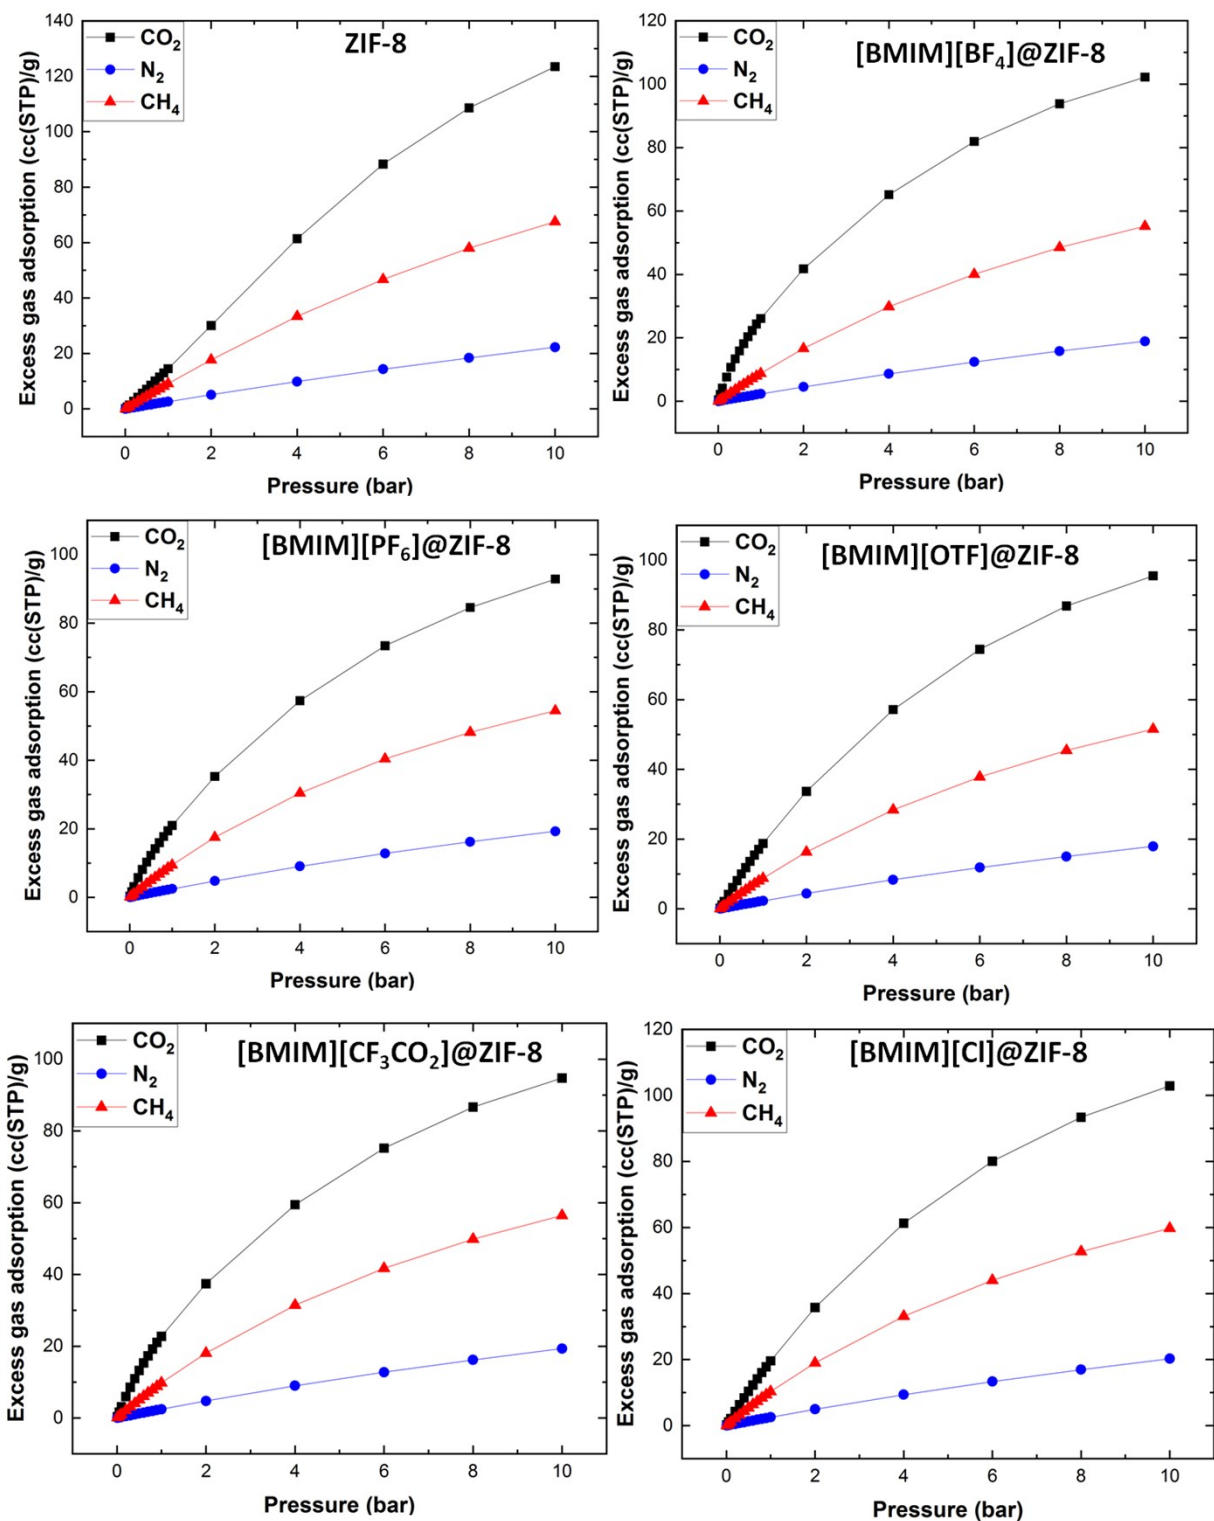 ZIF-8
CO2
N2
CH4
Excess gas adsorption (cc(STP)/g)
140
120
100
80
60
40
20
0
0 2 4 6 8 10
Pressure (bar)
[BMIM][BF4]@ZIF-8
CO2
N2
CH4
Excess gas adsorption (cc(STP)/g)
120
100
80
60
40
20
0
0 2 4 6 8 10
Pressure (bar)
[BMIM][PF6]@ZIF-8
CO2
N2
CH4
Excess gas adsorption (cc(STP)/g)
100
80
60
40
20
0
0 2 4 6 8 10
Pressure (bar)
[BMIM][OTF]@ZIF-8
CO2
N2
CH4
Excess gas adsorption (cc(STP)/g)
100
80
60
40
20
0
0 2 4 6 8 10
Pressure (bar)
[BMIM][CF3CO2]@ZIF-8
CO2
N2
CH4
Excess gas adsorption (cc(STP)/g)
100
80
60
40
20
0
0 2 4 6 8 10
Pressure (bar)
[BMIM][Cl]@ZIF-8
CO2
N2
CH4
Excess gas adsorption (cc(STP)/g)
120
100
80
60
40
20
0
0 2 4 6 8 10
Pressure (bar)